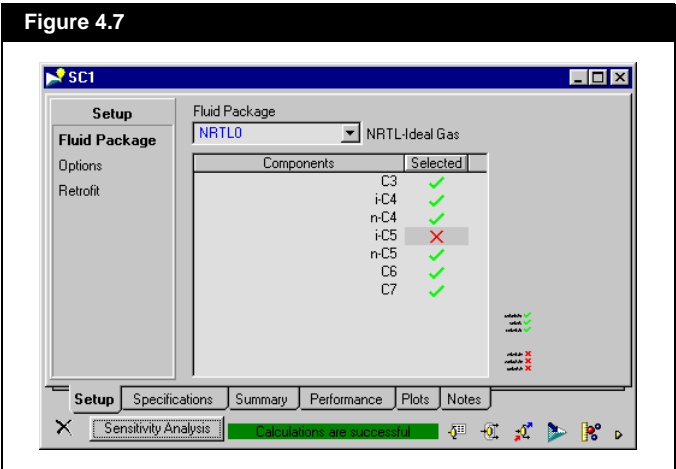 Figure 4.7
SC1
Setup
Fluid Package
Options
Retrofit
Fluid Package
NRTL0 NRTL-Ideal Gas
Components Selected
C3
i-C4
n-C4
i-C5
n-C5
C6
C7
Setup Specifications Summary Performance Plots Notes
Sensitivity Analysis Calculations are successful